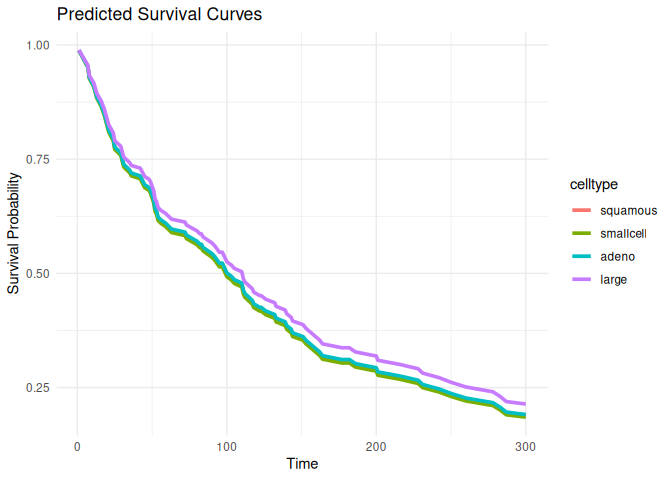 Predicted Survival Curves
1.00
0.75
0.50
0.25
Survival Probability
0
100
200
300
Time
celltype
squamous
smallcell
adeno
large